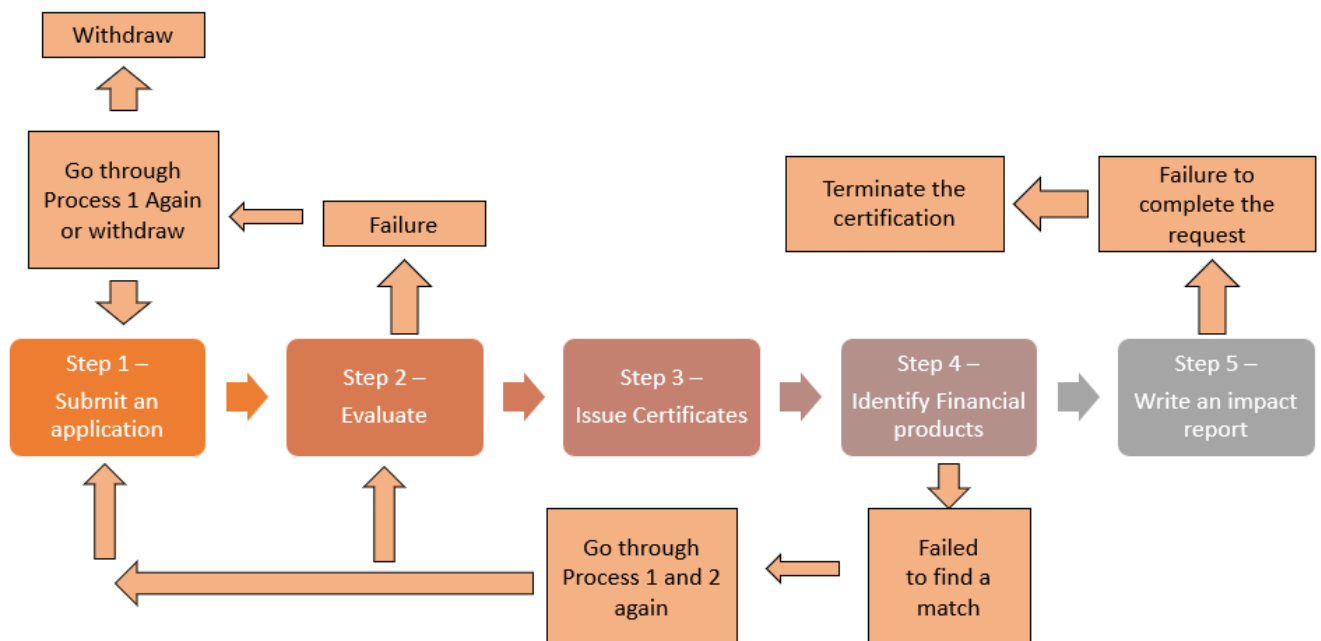 Withdraw
Go through
Process 1 Again
or withdraw
Failure
Terminate the
certification
Failure to
complete the
request
Step 1 –
Submit an
application
Step 2 –
Evaluate
Step 3 –
Issue Certificates
Step 4 –
Identify Financial
products
Step 5 –
Write an impact
report
Go through
Process 1 and 2
again
Failed
to find a
match